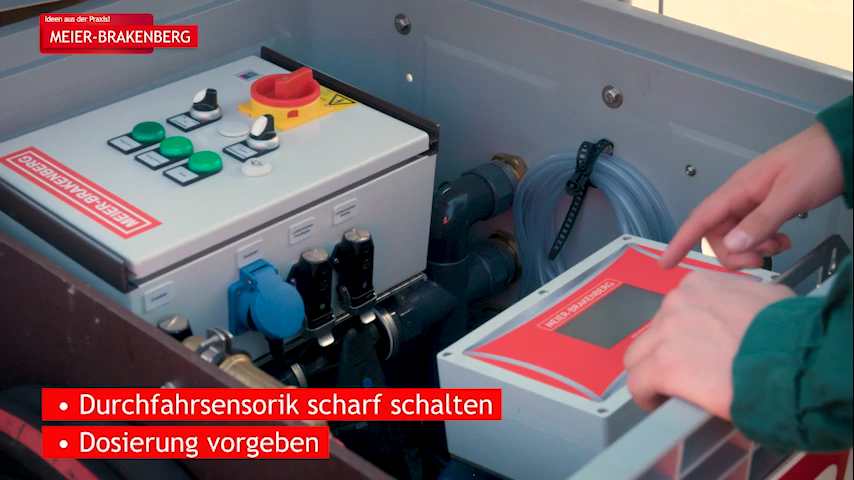 Ideen aus der Praxis!
MEIER-BRAKENBERG
MEIER-BRAKENBERG
MEIER-BRAKENBERG
• Durchfahrsensorik scharf schalten
• Dosierung vorgeben